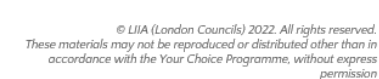 © LIIA (London Councils) 2022. All rights reserved.
These materials may not be reproduced or distributed other than in
accordance with the Your Choice Programme, without express
permission